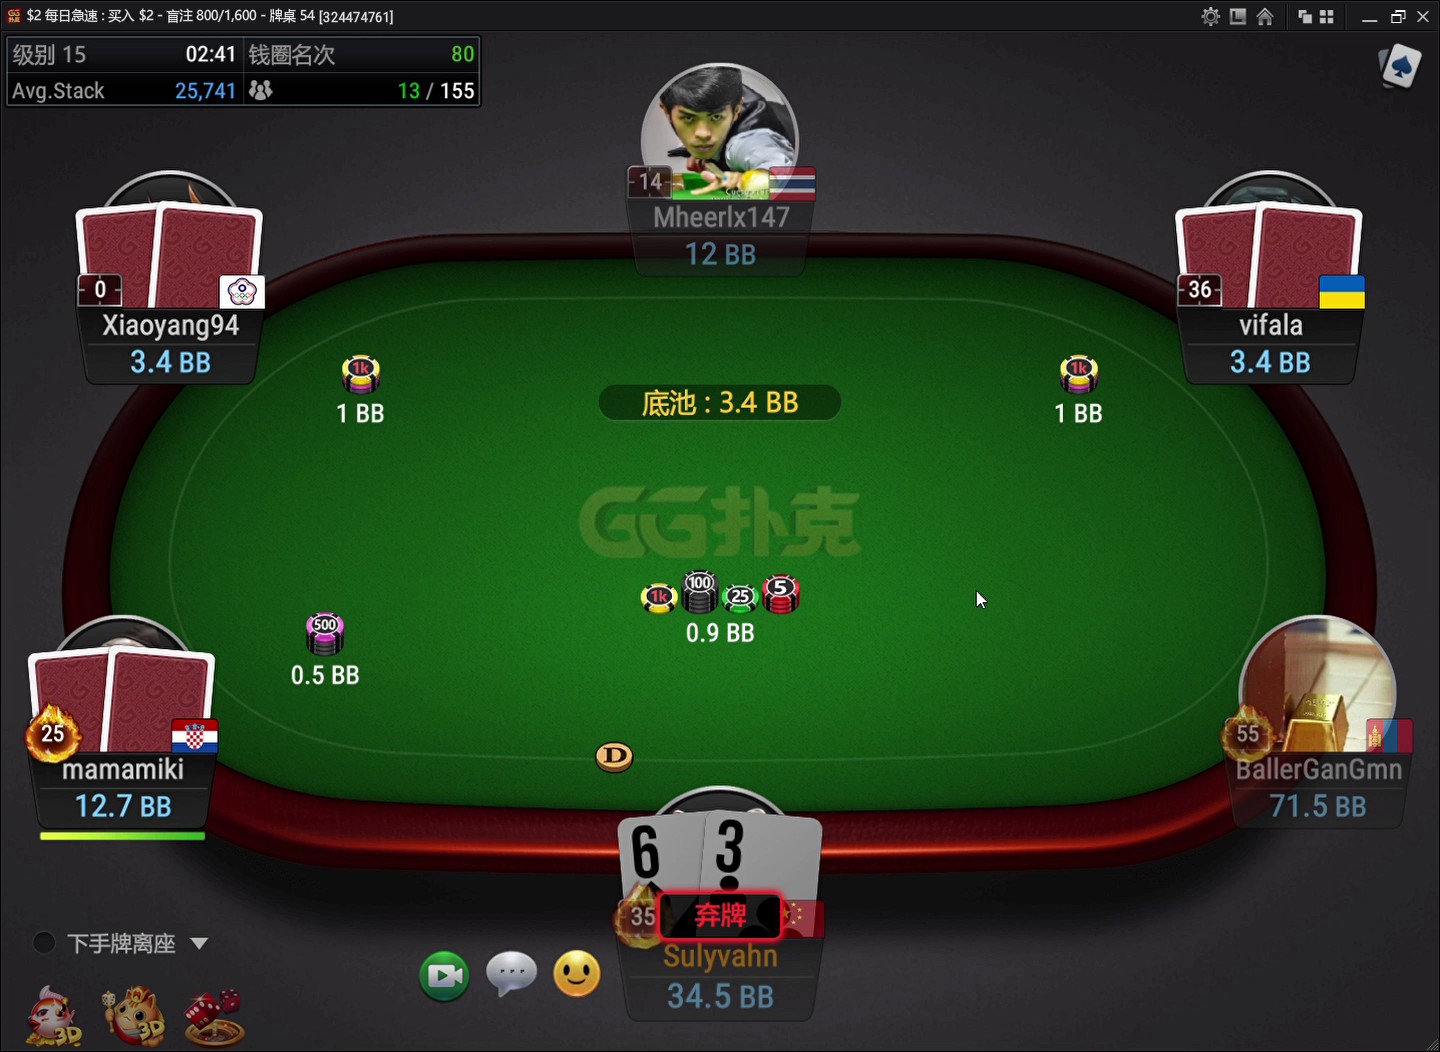 $2 每日急速 : 买入 $2 - 盲注 800/1,600 - 牌桌 54 [324474761]
级别 15 02:41 钱圈名次 80
Avg.Stack 25,741 13 / 155
14
Mheerlx147
12 BB
0
Xiaoyang94
3.4 BB
36
vifala
3.4 BB
1k
1 BB
底池 : 3.4 BB
1k
1 BB
GG扑克
1k 100 25 5
0.9 BB
500
0.5 BB
25
mamamiki
12.7 BB
55
BallerGanGmn
71.5 BB
D
6 3
35 弃牌
Sulyvahn
34.5 BB
下手牌离座
3D 3D